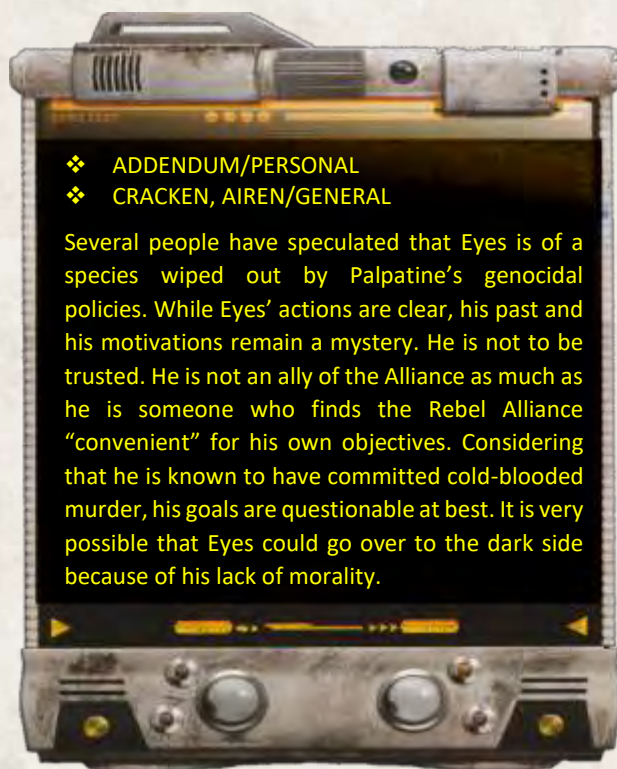 ❖ ADDENDUM/PERSONAL
❖ CRACKEN, AIREN/GENERAL
Several people have speculated that Eyes is of a
species wiped out by Palpatine’s genocidal
policies. While Eyes’ actions are clear, his past and
his motivations remain a mystery. He is not to be
trusted. He is not an ally of the Alliance as much as
he is someone who finds the Rebel Alliance
“convenient” for his own objectives. Considering
that he is known to have committed cold-blooded
murder, his goals are questionable at best. It is very
possible that Eyes could go over to the dark side
because of his lack of morality.